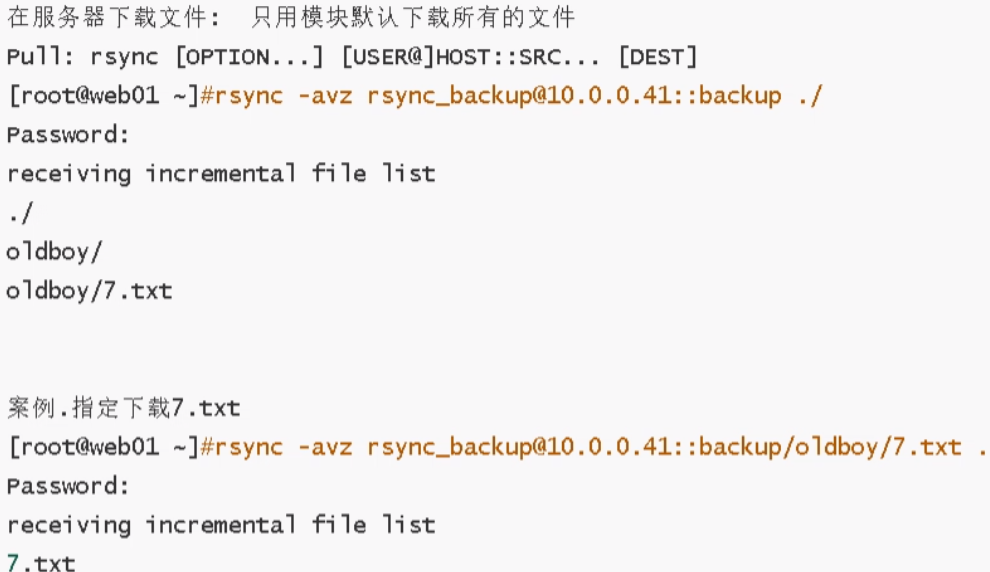 在服务器下载文件: 只用模块默认下载所有的文件
Pull: rsync [OPTION...] [USER@]HOST::SRC... [DEST]
[root@web01 ~]#rsync -avz rsync_backup@10.0.0.41::backup ./
Password:
receiving incremental file list
./
oldboy/
oldboy/7.txt
案例.指定下载7.txt
[root@web01 ~]#rsync -avz rsync_backup@10.0.0.41::backup/oldboy/7.txt .
Password:
receiving incremental file list
7.txt